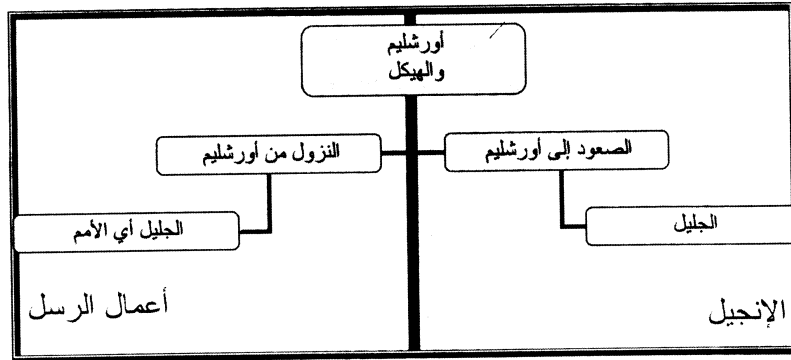 أورشليم
والهيكل
الصعود إلى أورشليم
النزول من أورشليم
الجليل
الجليل أي الأمم
الإنجيل
أعمال الرسل